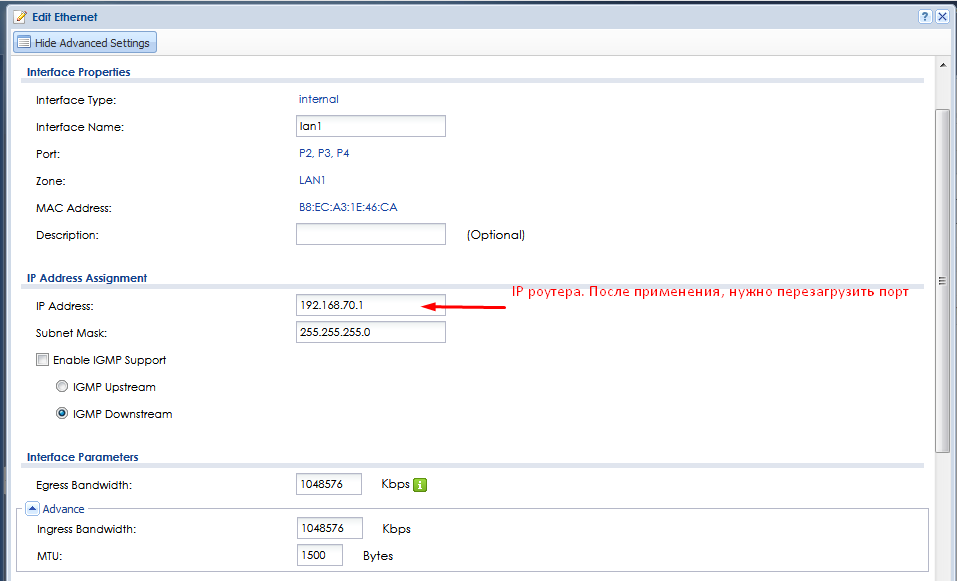 Edit Ethernet
Hide Advanced Settings
Interface Properties
Interface Type: internal
Interface Name: lan1
Port: P2, P3, P4
Zone: LAN1
MAC Address: B8:EC:A3:1E:46:CA
Description: (Optional)
IP Address Assignment
IP Address: 192.168.70.1 IP роутера. После применения, нужно перезагрузить порт
Subnet Mask: 255.255.255.0
Enable IGMP Support
IGMP Upstream
IGMP Downstream
Interface Parameters
Egress Bandwidth: 1048576 Kbps
Advance
Ingress Bandwidth: 1048576 Kbps
MTU: 1500 Bytes